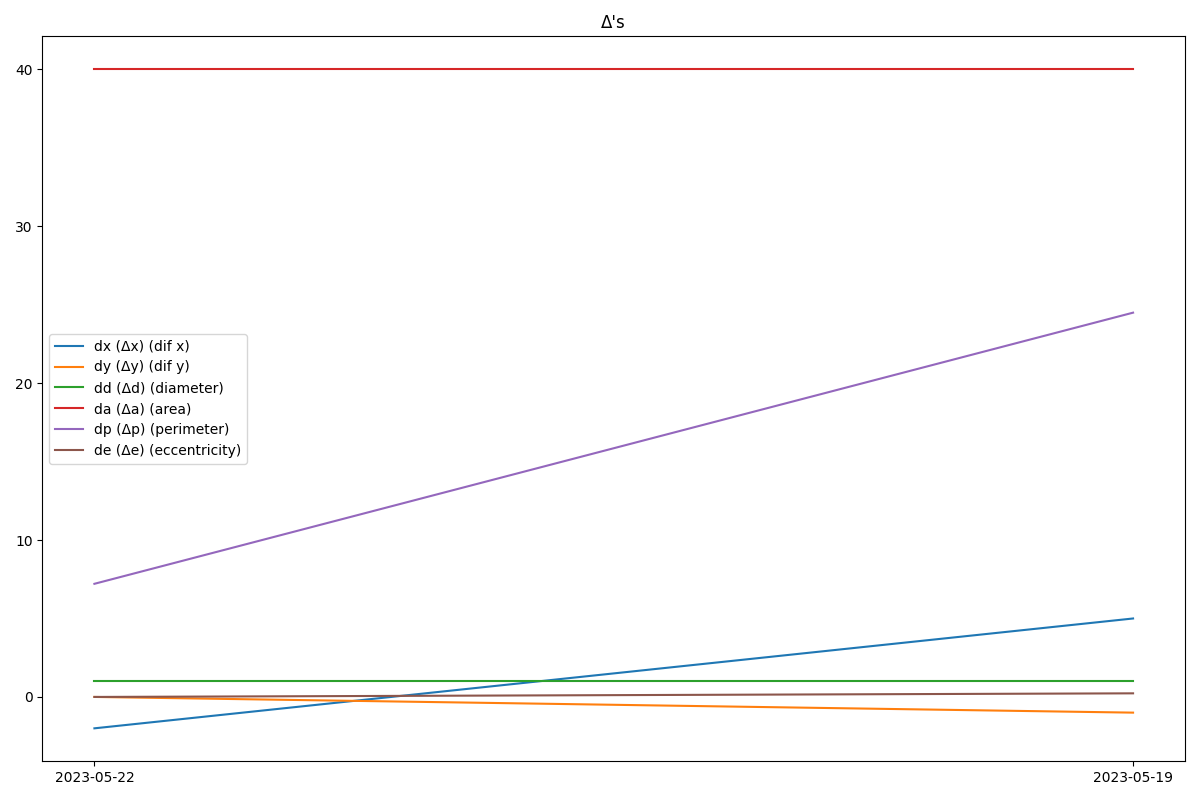 Δ's
40
30
20
10
0
dx (Δx) (dif x)
dy (Δy) (dif y)
dd (Δd) (diameter)
da (Δa) (area)
dp (Δp) (perimeter)
de (Δe) (eccentricity)
2023-05-22
2023-05-19